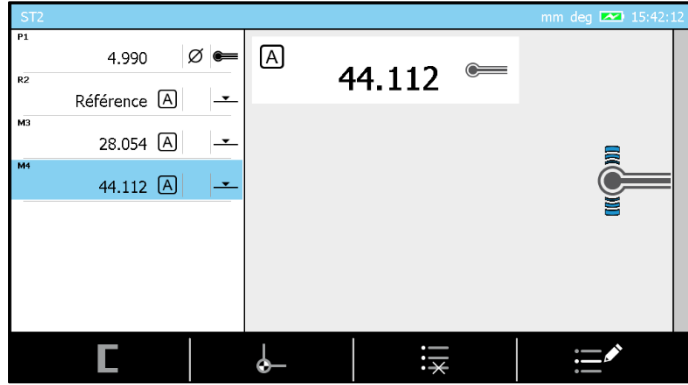 ST2
mm deg 15:42:12
P1
4.990 Ø
R2
Référence A
M3
28.054 A
M4
44.112 A
A
44.112